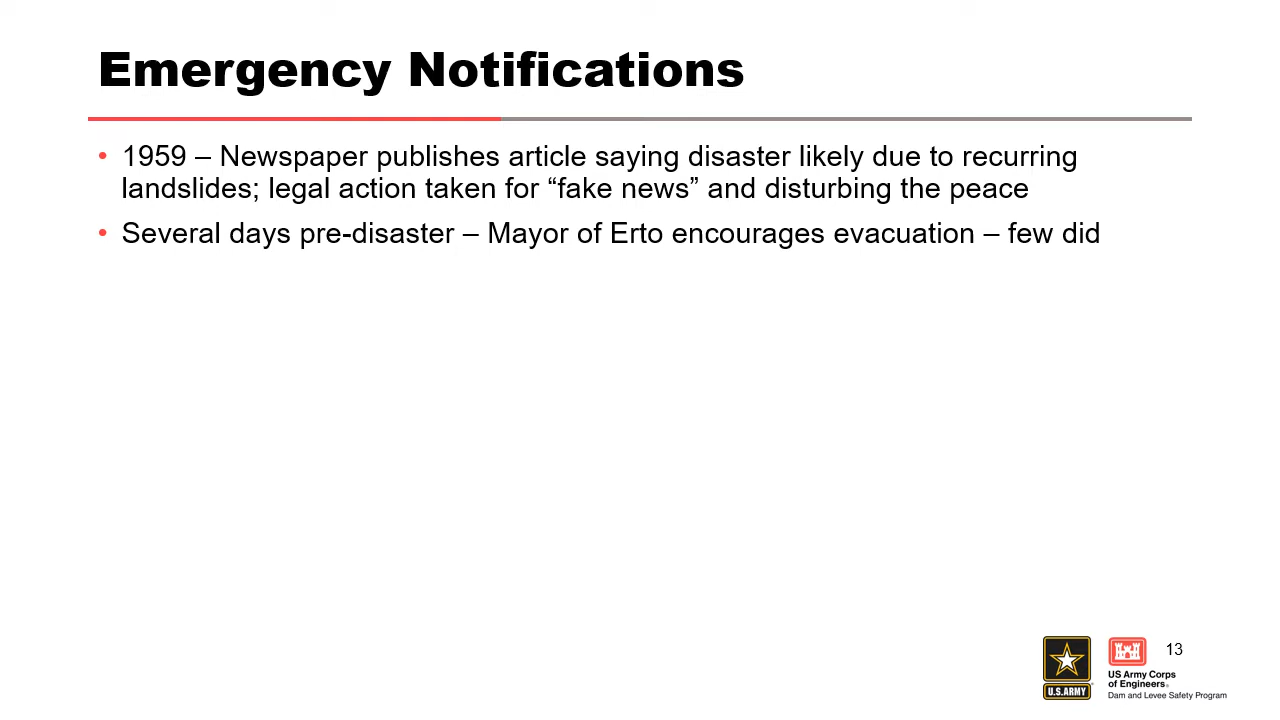 Emergency Notifications
• 1959 – Newspaper publishes article saying disaster likely due to recurring
landslides; legal action taken for “fake news” and disturbing the peace
• Several days pre-disaster – Mayor of Erto encourages evacuation – few did
13
U.S.ARMY
US Army Corps
of Engineers®
Dam and Levee Safety Program